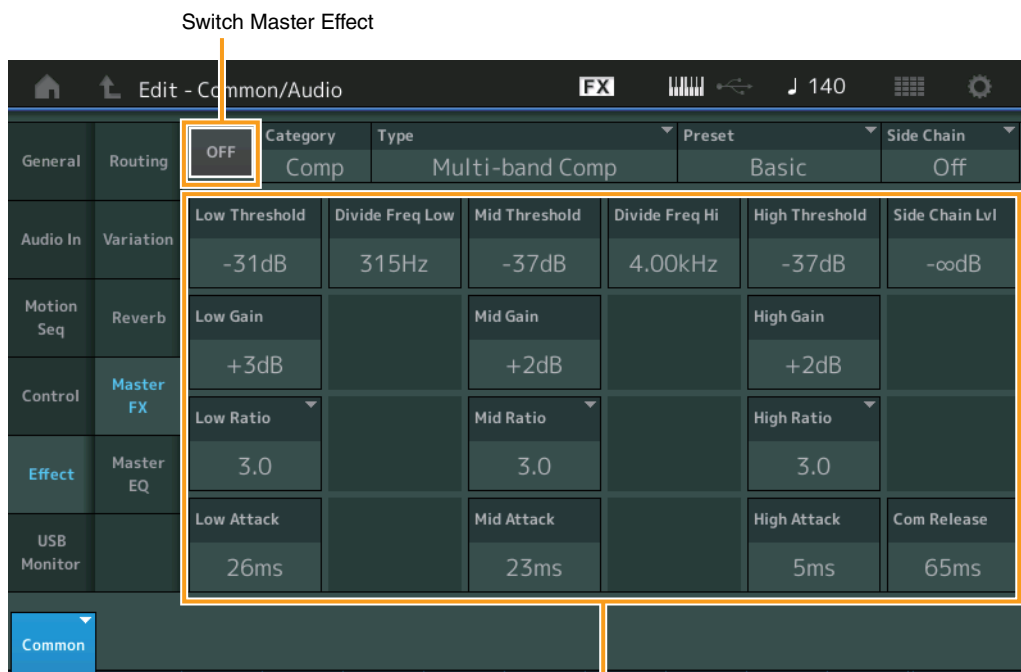 Switch Master Effect
Edit - Common/Audio FX ♩ 140
General Routing OFF Category Comp Type Multi-band Comp Preset Basic Side Chain Off
Audio In Variation
Low Threshold Divide Freq Low Mid Threshold Divide Freq Hi High Threshold Side Chain Lvl
-31dB 315Hz -37dB 4.00kHz -37dB -∞dB
Motion Seq Reverb
Low Gain Mid Gain High Gain
+3dB +2dB +2dB
Control Master FX
Low Ratio Mid Ratio High Ratio
3.0 3.0 3.0
Effect Master EQ
Low Attack Mid Attack High Attack Com Release
26ms 23ms 5ms 65ms
USB Monitor
Common